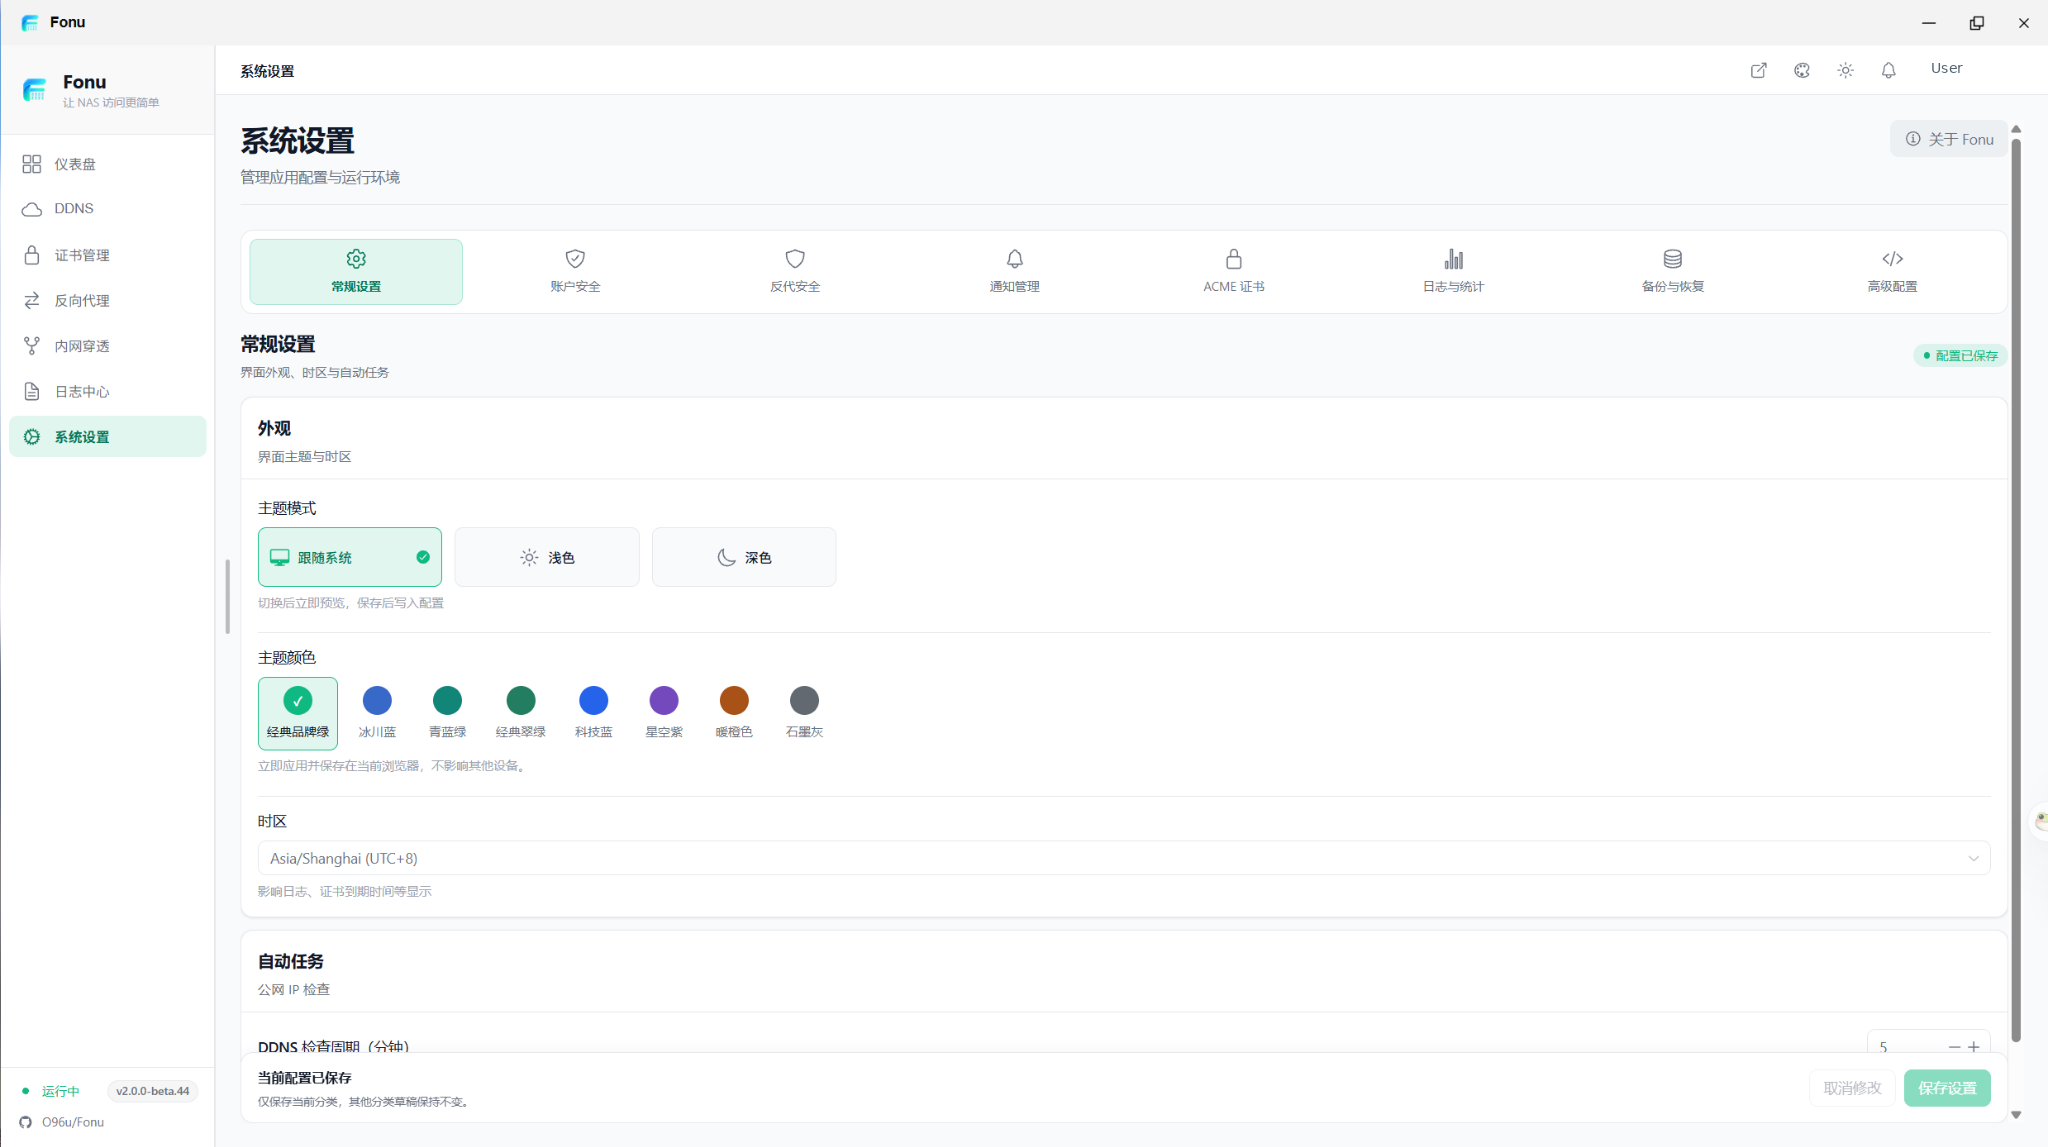 Fonu
Fonu
让 NAS 访问更简单
仪表盘
DDNS
证书管理
反向代理
内网穿透
日志中心
系统设置
运行中
v2.0.0-beta.44
O96u/Fonu
系统设置
User
系统设置
管理应用配置与运行环境
关于 Fonu
常规设置
账户安全
反代安全
通知管理
ACME 证书
日志与统计
备份与恢复
高级配置
常规设置
界面外观、时区与自动任务
配置已保存
外观
界面主题与时区
主题模式
跟随系统
浅色
深色
切换后立即预览，保存后写入配置
主题颜色
经典品牌绿
冰川蓝
青蓝绿
经典翠绿
科技蓝
星空紫
暖橙色
石墨灰
立即应用并保存在当前浏览器，不影响其他设备。
时区
Asia/Shanghai (UTC+8)
影响日志、证书到期时间等显示
自动任务
公网 IP 检查
DDNS 检查周期（分钟）
5
当前配置已保存
仅保存当前分类，其他分类草稿保持不变。
取消修改
保存设置